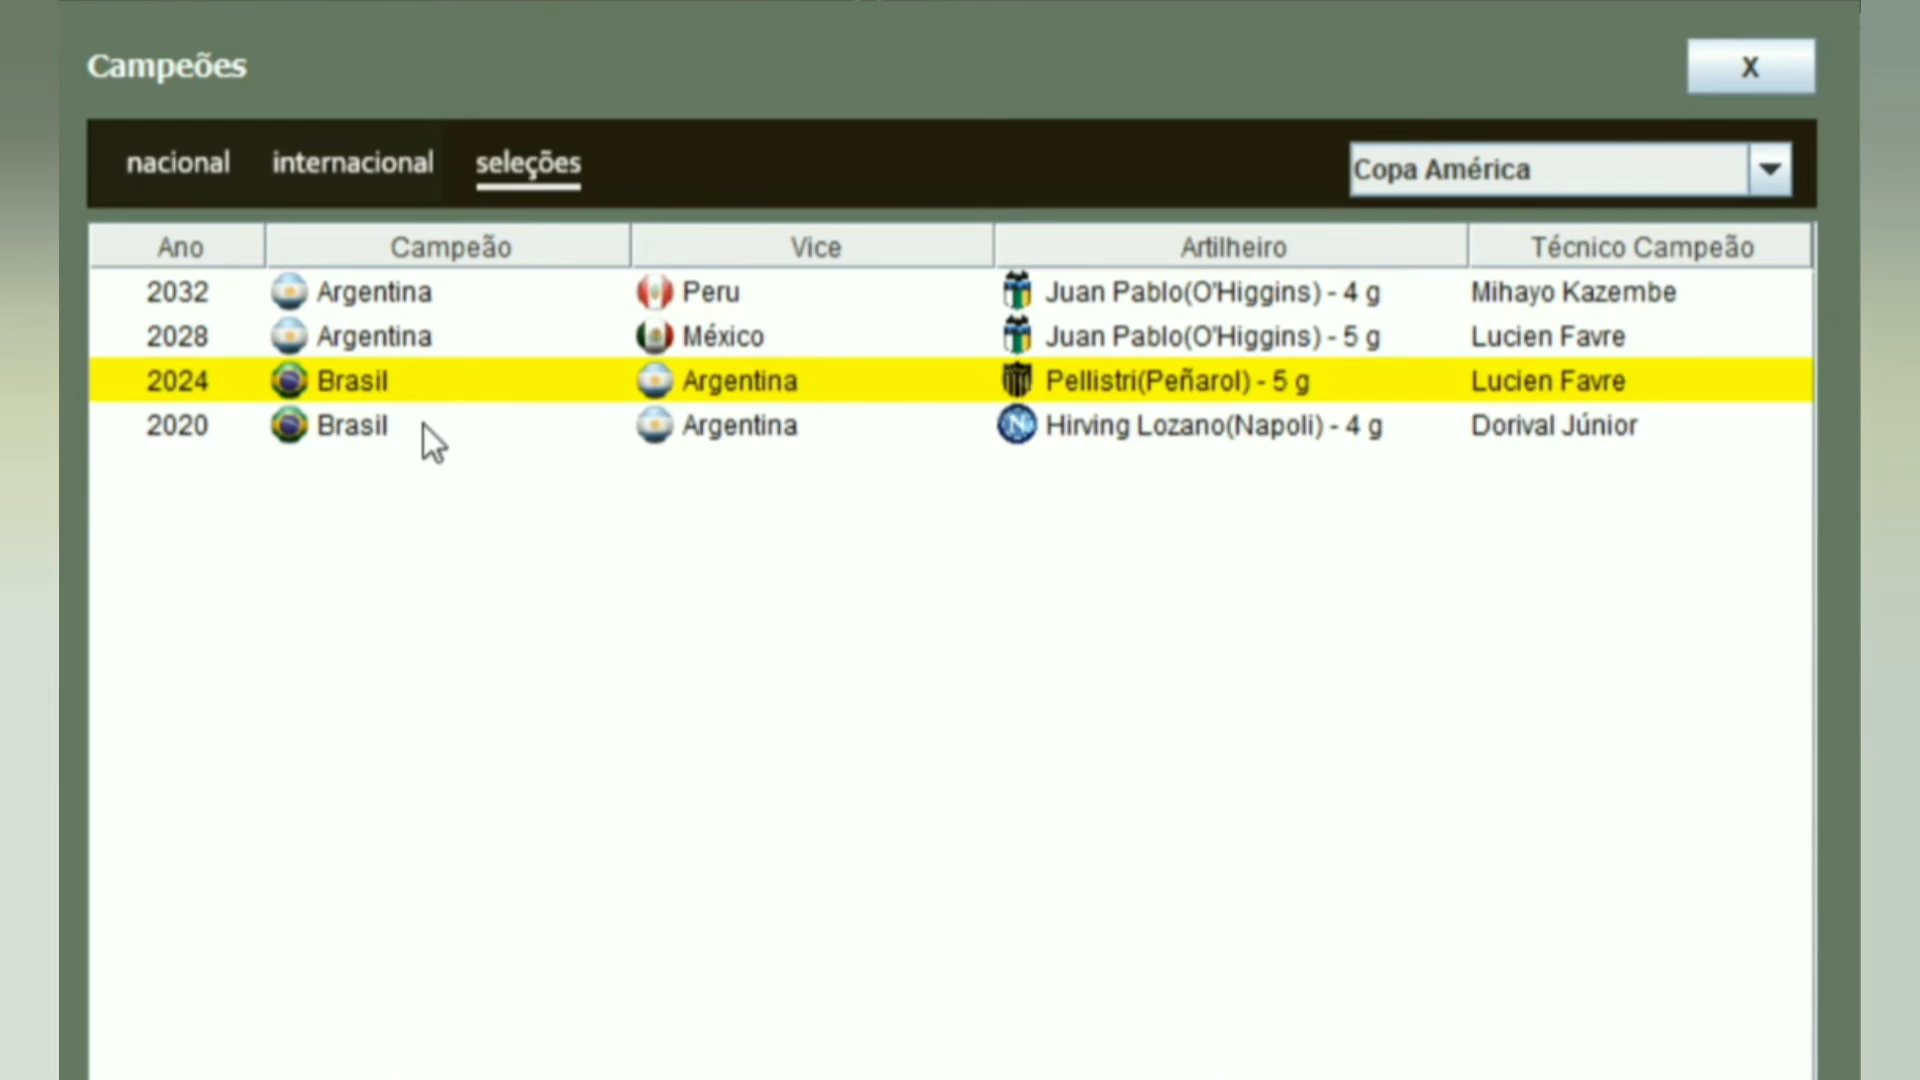 Campeões
X
nacional internacional seleções Copa América
Ano Campeão Vice Artilheiro Técnico Campeão
2032 Argentina Peru Juan Pablo(O'Higgins) - 4 g Mihayo Kazembe
2028 Argentina México Juan Pablo(O'Higgins) - 5 g Lucien Favre
2024 Brasil Argentina Pellistri(Peñarol) - 5 g Lucien Favre
2020 Brasil Argentina N Hirving Lozano(Napoli) - 4 g Dorival Júnior